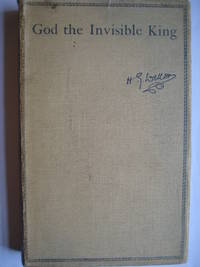 God the Invisible King
H. G. Wells